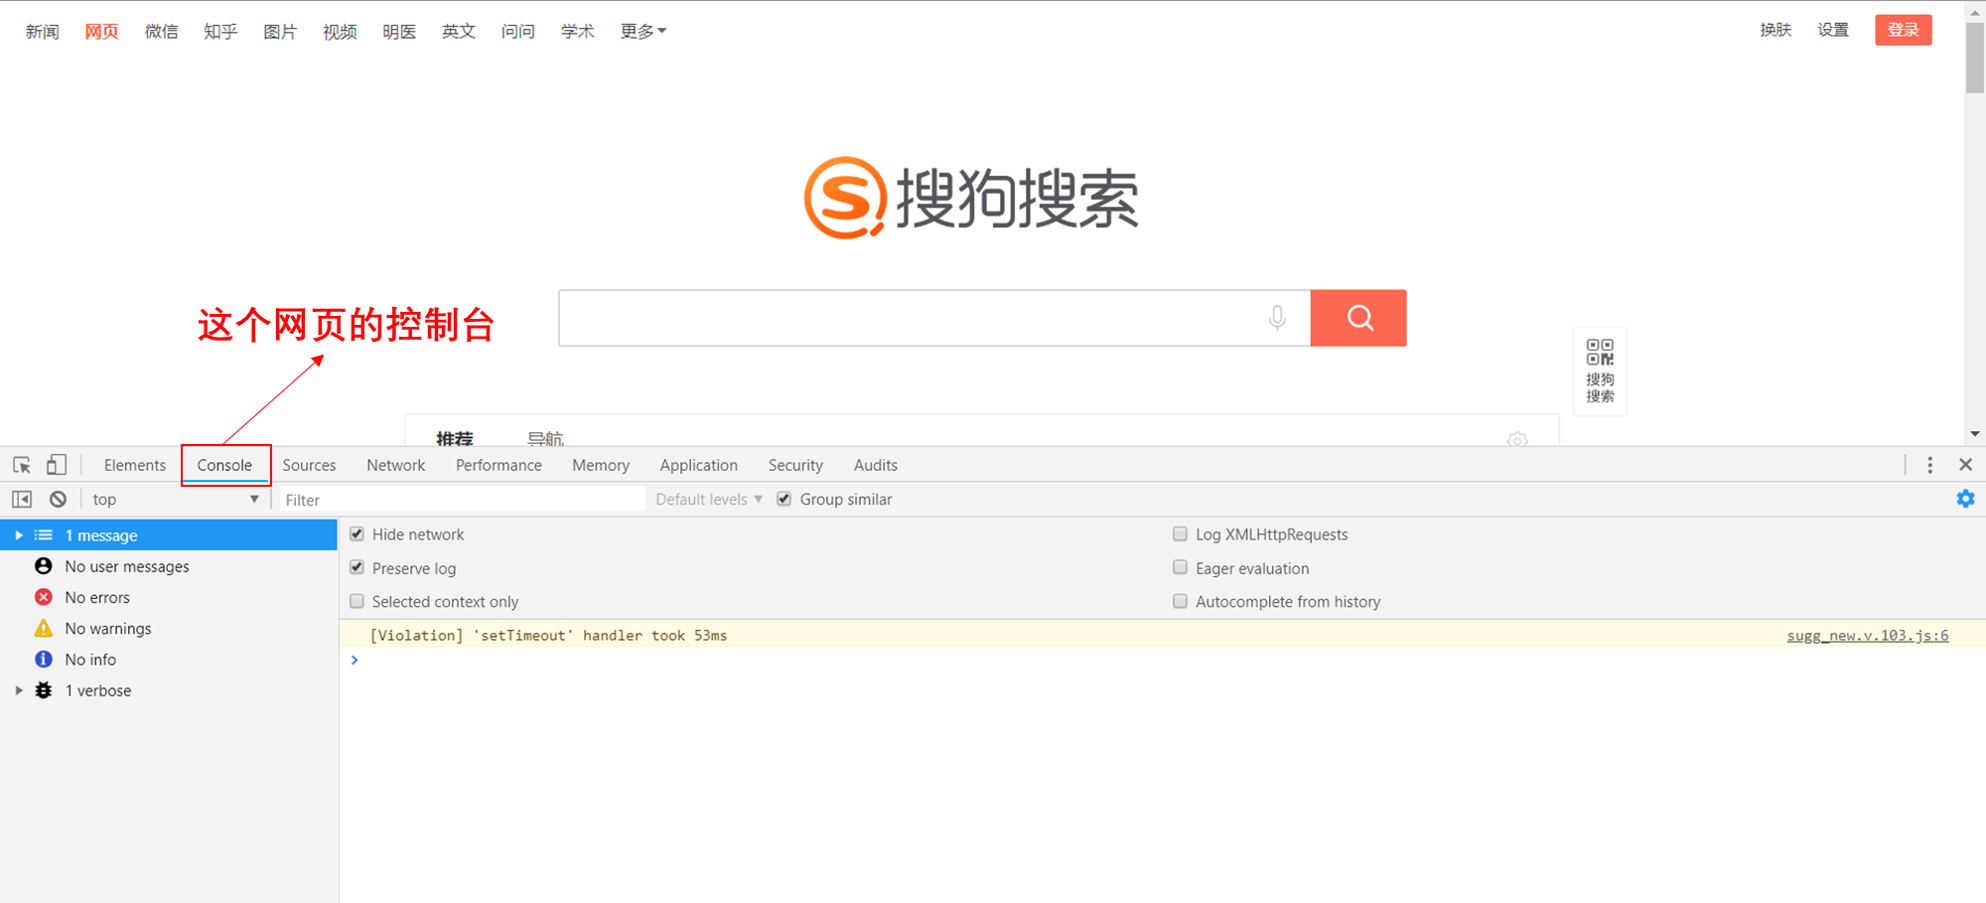 新闻 网页 微信 知乎 图片 视频 明医 英文 问问 学术 更多 换肤 设置 登录
搜狗搜索
这个网页的控制台
搜狗
搜索
推荐 导航
Elements Console Sources Network Performance Memory Application Security Audits
top Filter Default levels Group similar
1 message
No user messages
No errors
No warnings
No info
1 verbose
Hide network Log XMLHttpRequests
Preserve log Eager evaluation
Selected context only Autocomplete from history
[Violation] 'setTimeout' handler took 53ms sugg_new.v.103.js:6